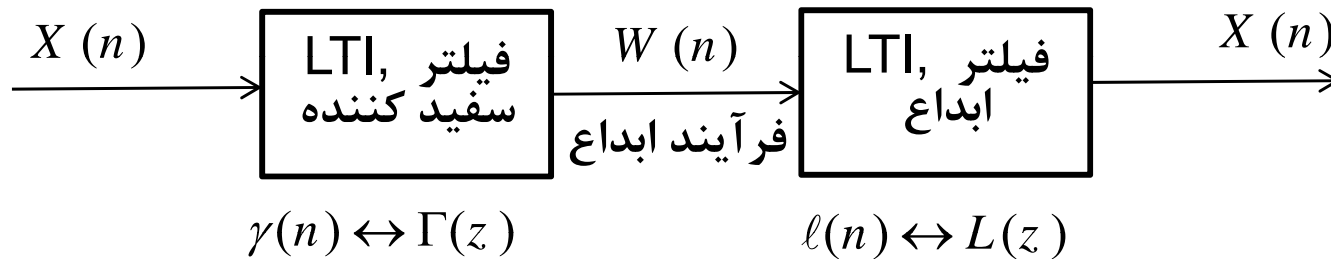 X (n)
LTI, فیلتر
سفید کننده
W (n)
فرآیند ابداع
LTI, فیلتر
ابداع
X (n)
γ(n) ↔ Γ(z)
ℓ(n) ↔ L(z)